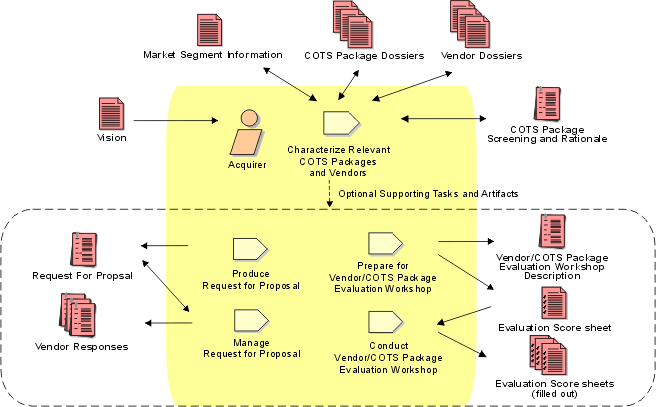 Market Segment Information
COTS Package Dossiers
Vendor Dossiers
Vision
Acquirer
Characterize Relevant
COTS Packages
and Vendors
COTS Package
Screening and Rationale
Optional Supporting Tasks and Artifacts
Request For Propsal
Produce
Request for Proposal
Prepare for
Vendor/COTS Package
Evaluation Workshop
Vendor/COTS Package
Evaluation Workshop
Description
Vendor Responses
Manage
Request for Proposal
Conduct
Vendor/COTS Package
Evaluation Workshop
Evaluation Score sheet
Evaluation Score sheets
(filled out)